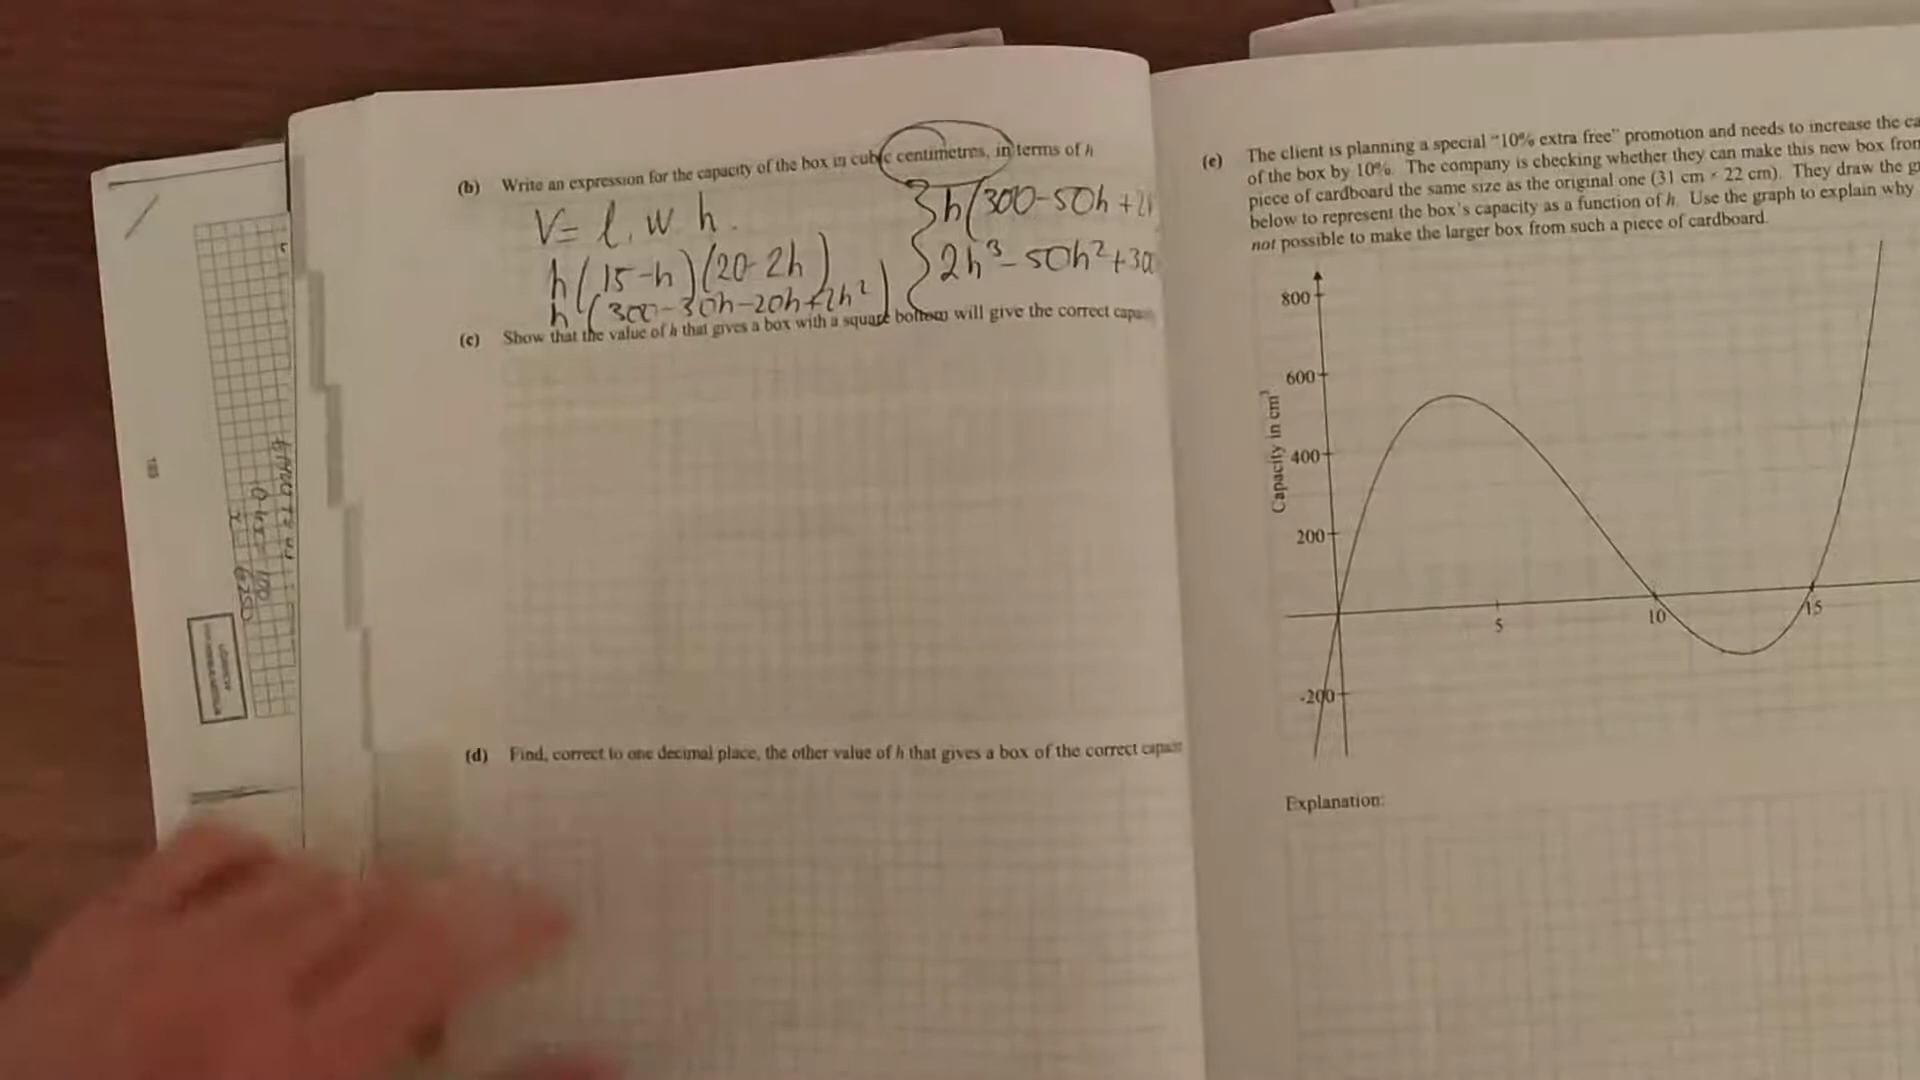 (b) Write an expression for the capacity of the box in cubic centimetres, in terms of h
V= l. w h.
h(15-h)(20-2h)
h(300-30h-20h+2h²)
h(300-50h+2
2h³-50h²+30
(c) Show that the value of h that gives a box with a square bottom will give the correct capa
(d) Find, correct to one decimal place, the other value of h that gives a box of the correct capa
(e) The client is planning a special "10% extra free" promotion and needs to increase the ca
of the box by 10%. The company is checking whether they can make this new box from
piece of cardboard the same size as the original one (31 cm × 22 cm). They draw the g
below to represent the box's capacity as a function of h. Use the graph to explain why
not possible to make the larger box from such a piece of cardboard.
Capacity in cm³
800
600
400
200
-200
5
10
15
Explanation: